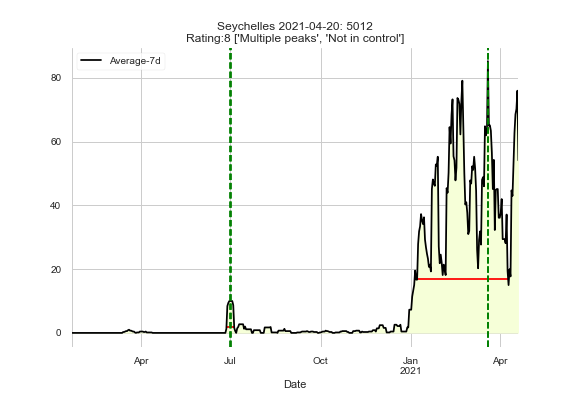 Seychelles 2021-04-20: 5012
Rating:8 ['Multiple peaks', 'Not in control']
Average-7d
80
60
40
20
0
Apr
Jul
Oct
Jan
2021
Apr
Date